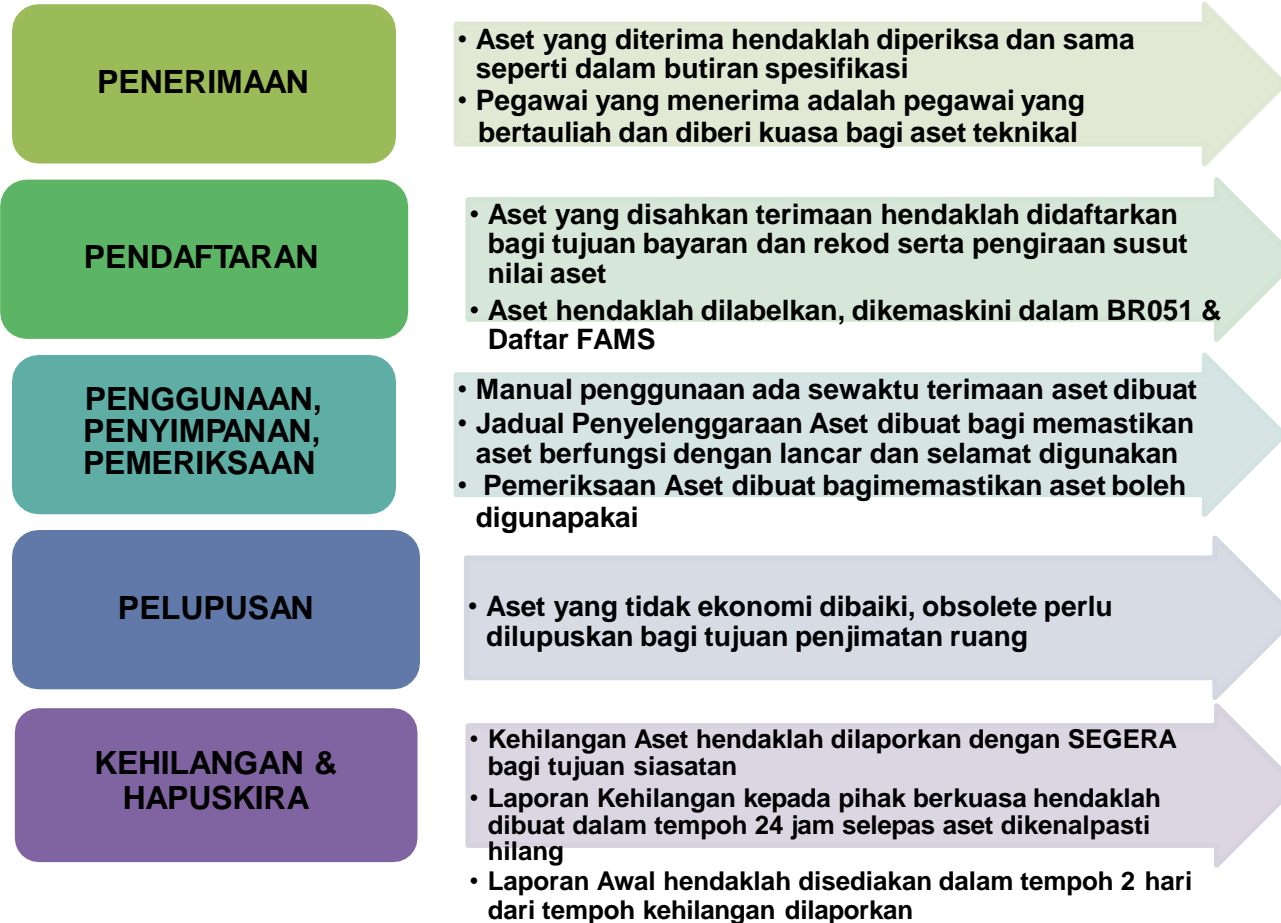 PENERIMAAN
• Aset yang diterima hendaklah diperiksa dan sama
seperti dalam butiran spesifikasi
• Pegawai yang menerima adalah pegawai yang
bertauliah dan diberi kuasa bagi aset teknikal
PENDAFTARAN
• Aset yang disahkan terimaan hendaklah didaftarkan
bagi tujuan bayaran dan rekod serta pengiraan susut
nilai aset
• Aset hendaklah dilabelkan, dikemaskini dalam BR051 &
Daftar FAMS
PENGGUNAAN,
PENYIMPANAN,
PEMERIKSAAN
• Manual penggunaan ada sewaktu terimaan aset dibuat
• Jadual Penyelenggaraan Aset dibuat bagi memastikan
aset berfungsi dengan lancar dan selamat digunakan
• Pemeriksaan Aset dibuat bagimemastikan aset boleh
digunapakai
PELUPUSAN
• Aset yang tidak ekonomi dibaiki, obsolete perlu
dilupuskan bagi tujuan penjimatan ruang
KEHILANGAN &
HAPUSKIRA
• Kehilangan Aset hendaklah dilaporkan dengan SEGERA
bagi tujuan siasatan
• Laporan Kehilangan kepada pihak berkuasa hendaklah
dibuat dalam tempoh 24 jam selepas aset dikenalpasti
hilang
• Laporan Awal hendaklah disediakan dalam tempoh 2 hari
dari tempoh kehilangan dilaporkan